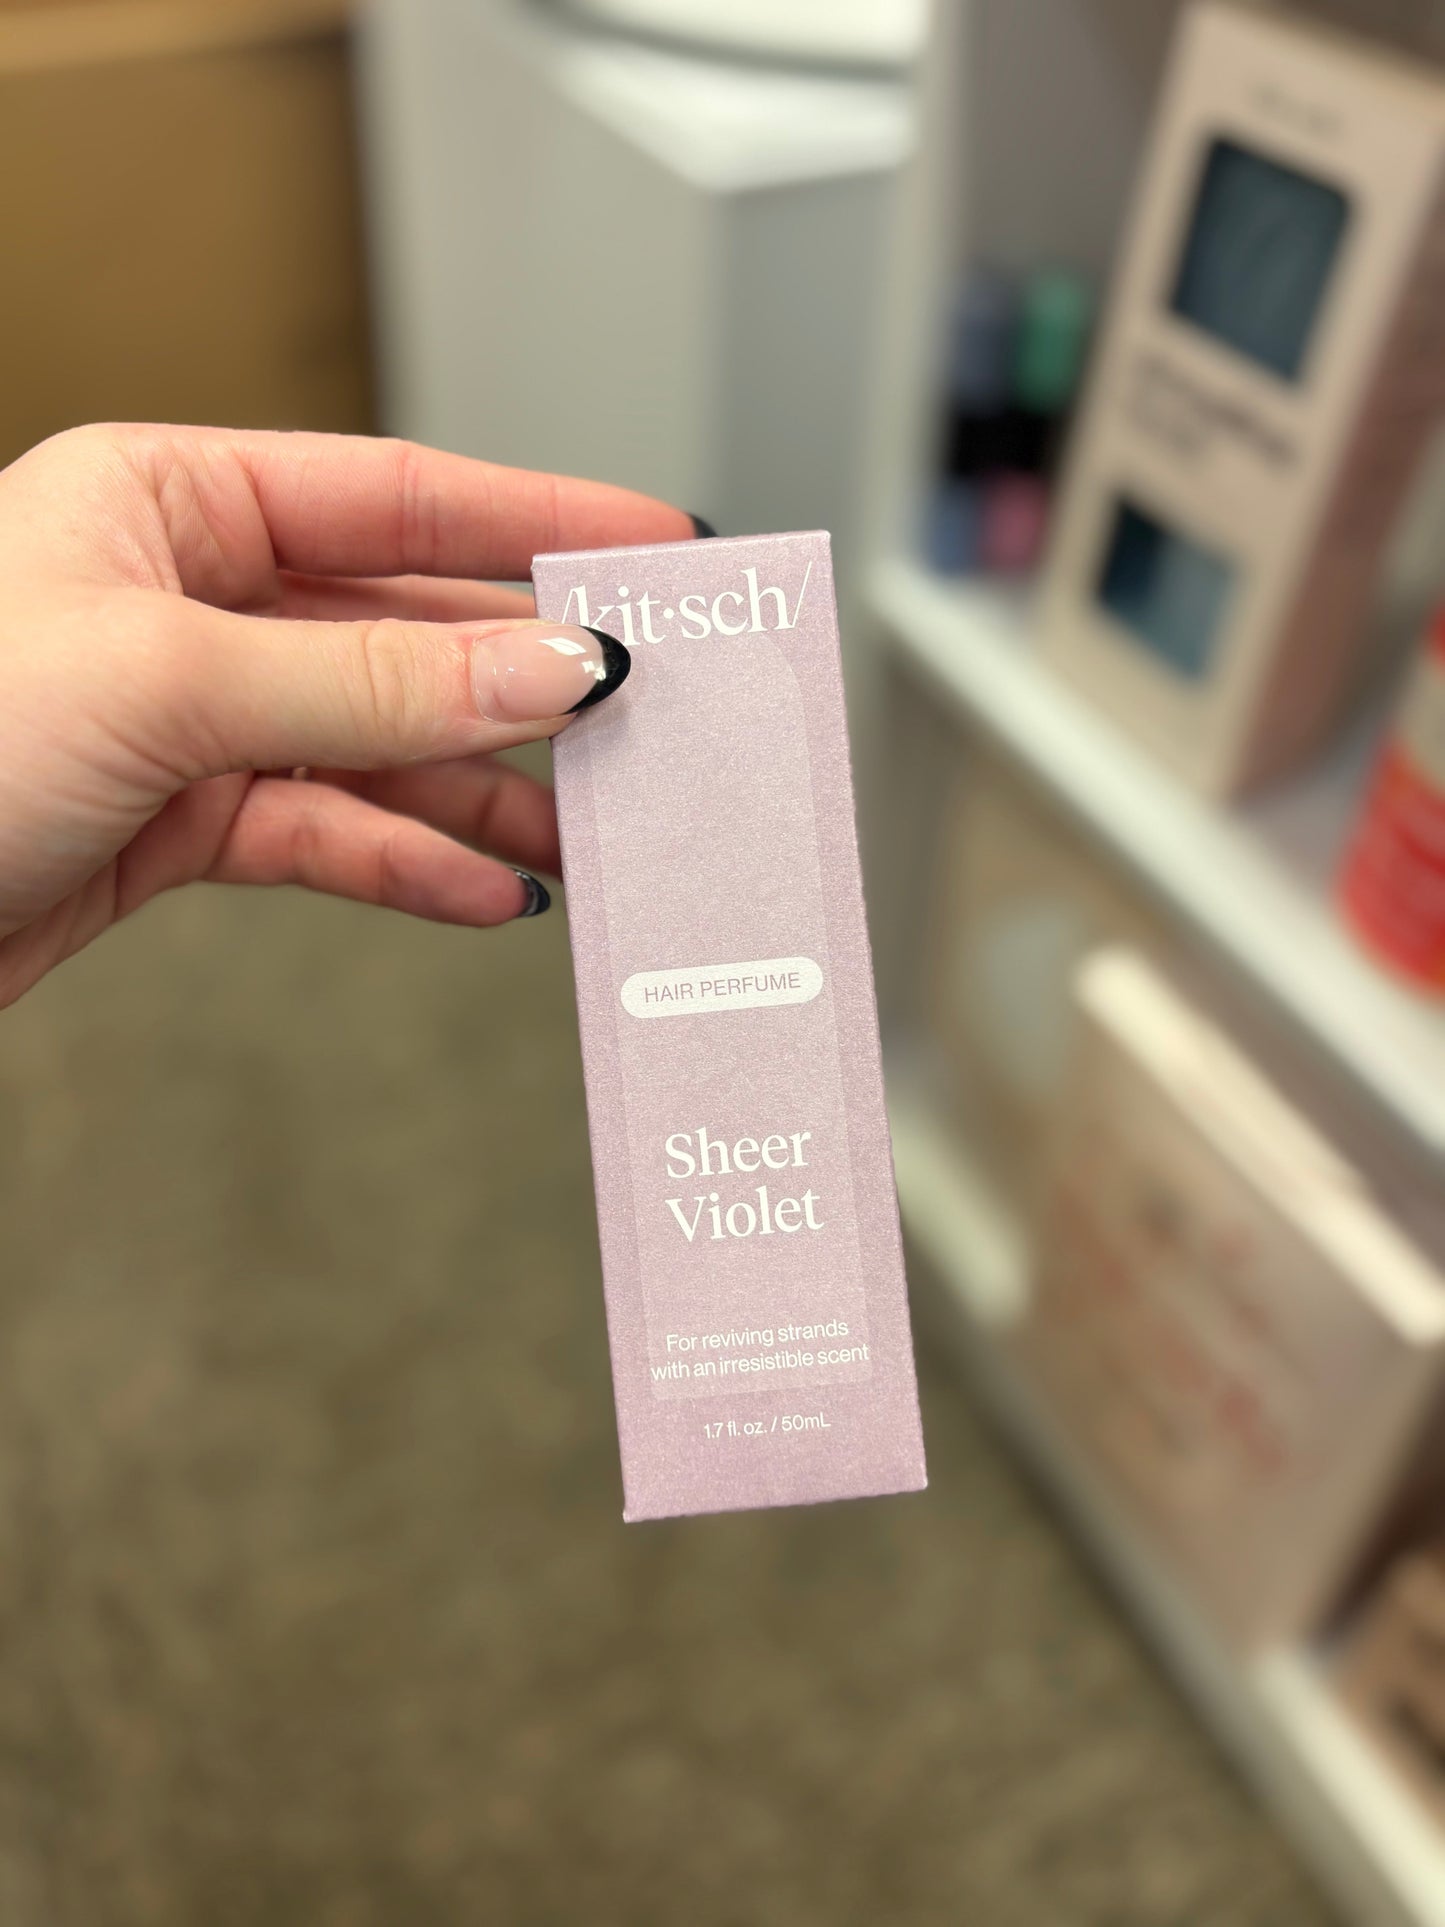 /kit·sch/
HAIR PERFUME
Sheer
Violet
For reviving strands
with an irresistible scent
1.7 fl. oz. / 50mL